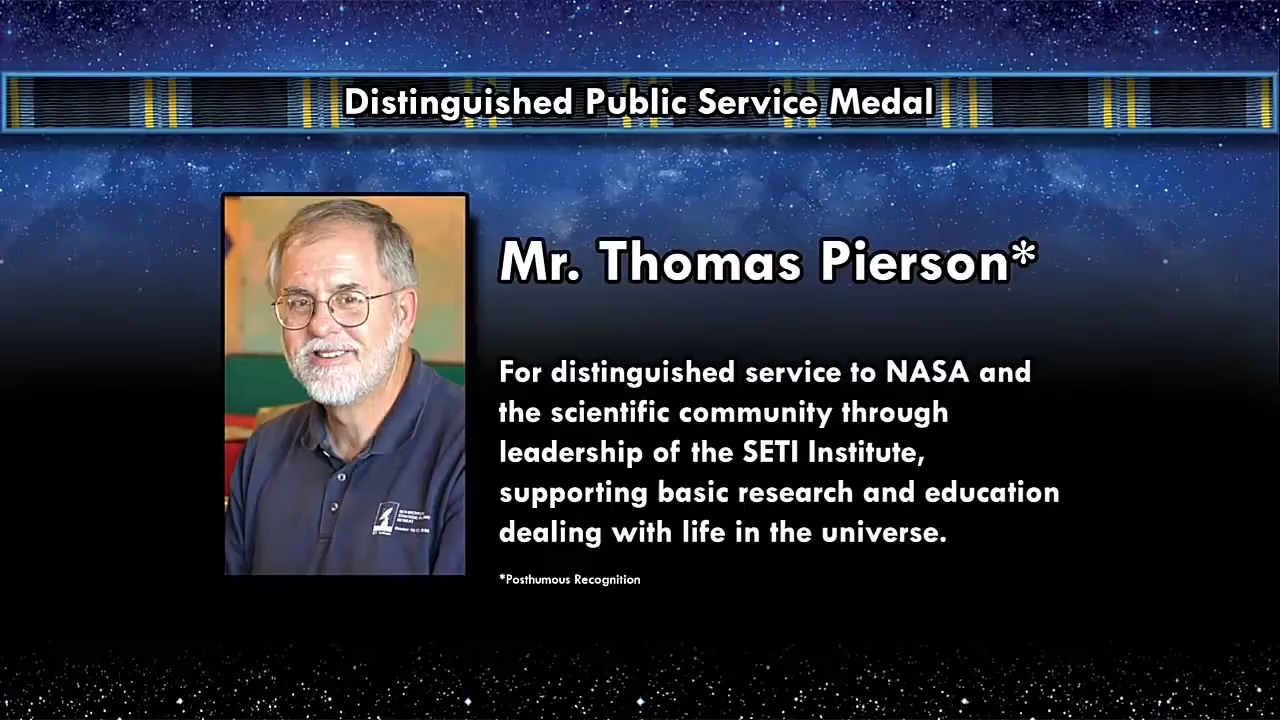 Distinguished Public Service Medal
Mr. Thomas Pierson*
For distinguished service to NASA and
the scientific community through
leadership of the SETI Institute,
supporting basic research and education
dealing with life in the universe.
*Posthumous Recognition